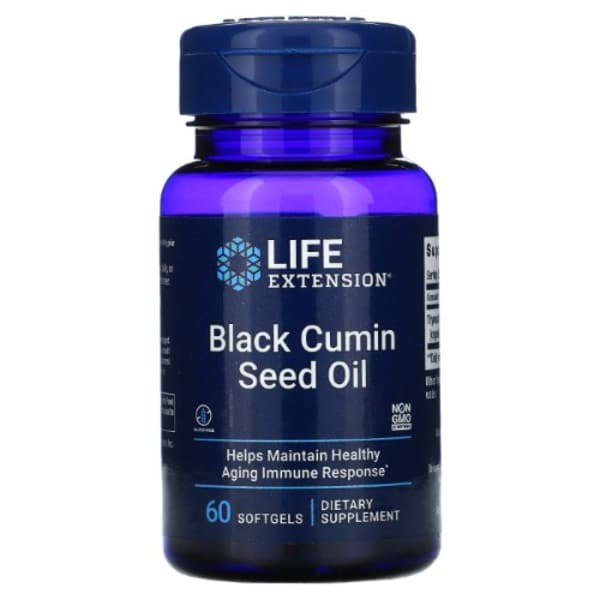 LIFE
EXTENSION®
Black Cumin
Seed Oil
NON
GMO
Helps Maintain Healthy
Aging Immune Response*
60 SOFTGELS
DIETARY
SUPPLEMENT